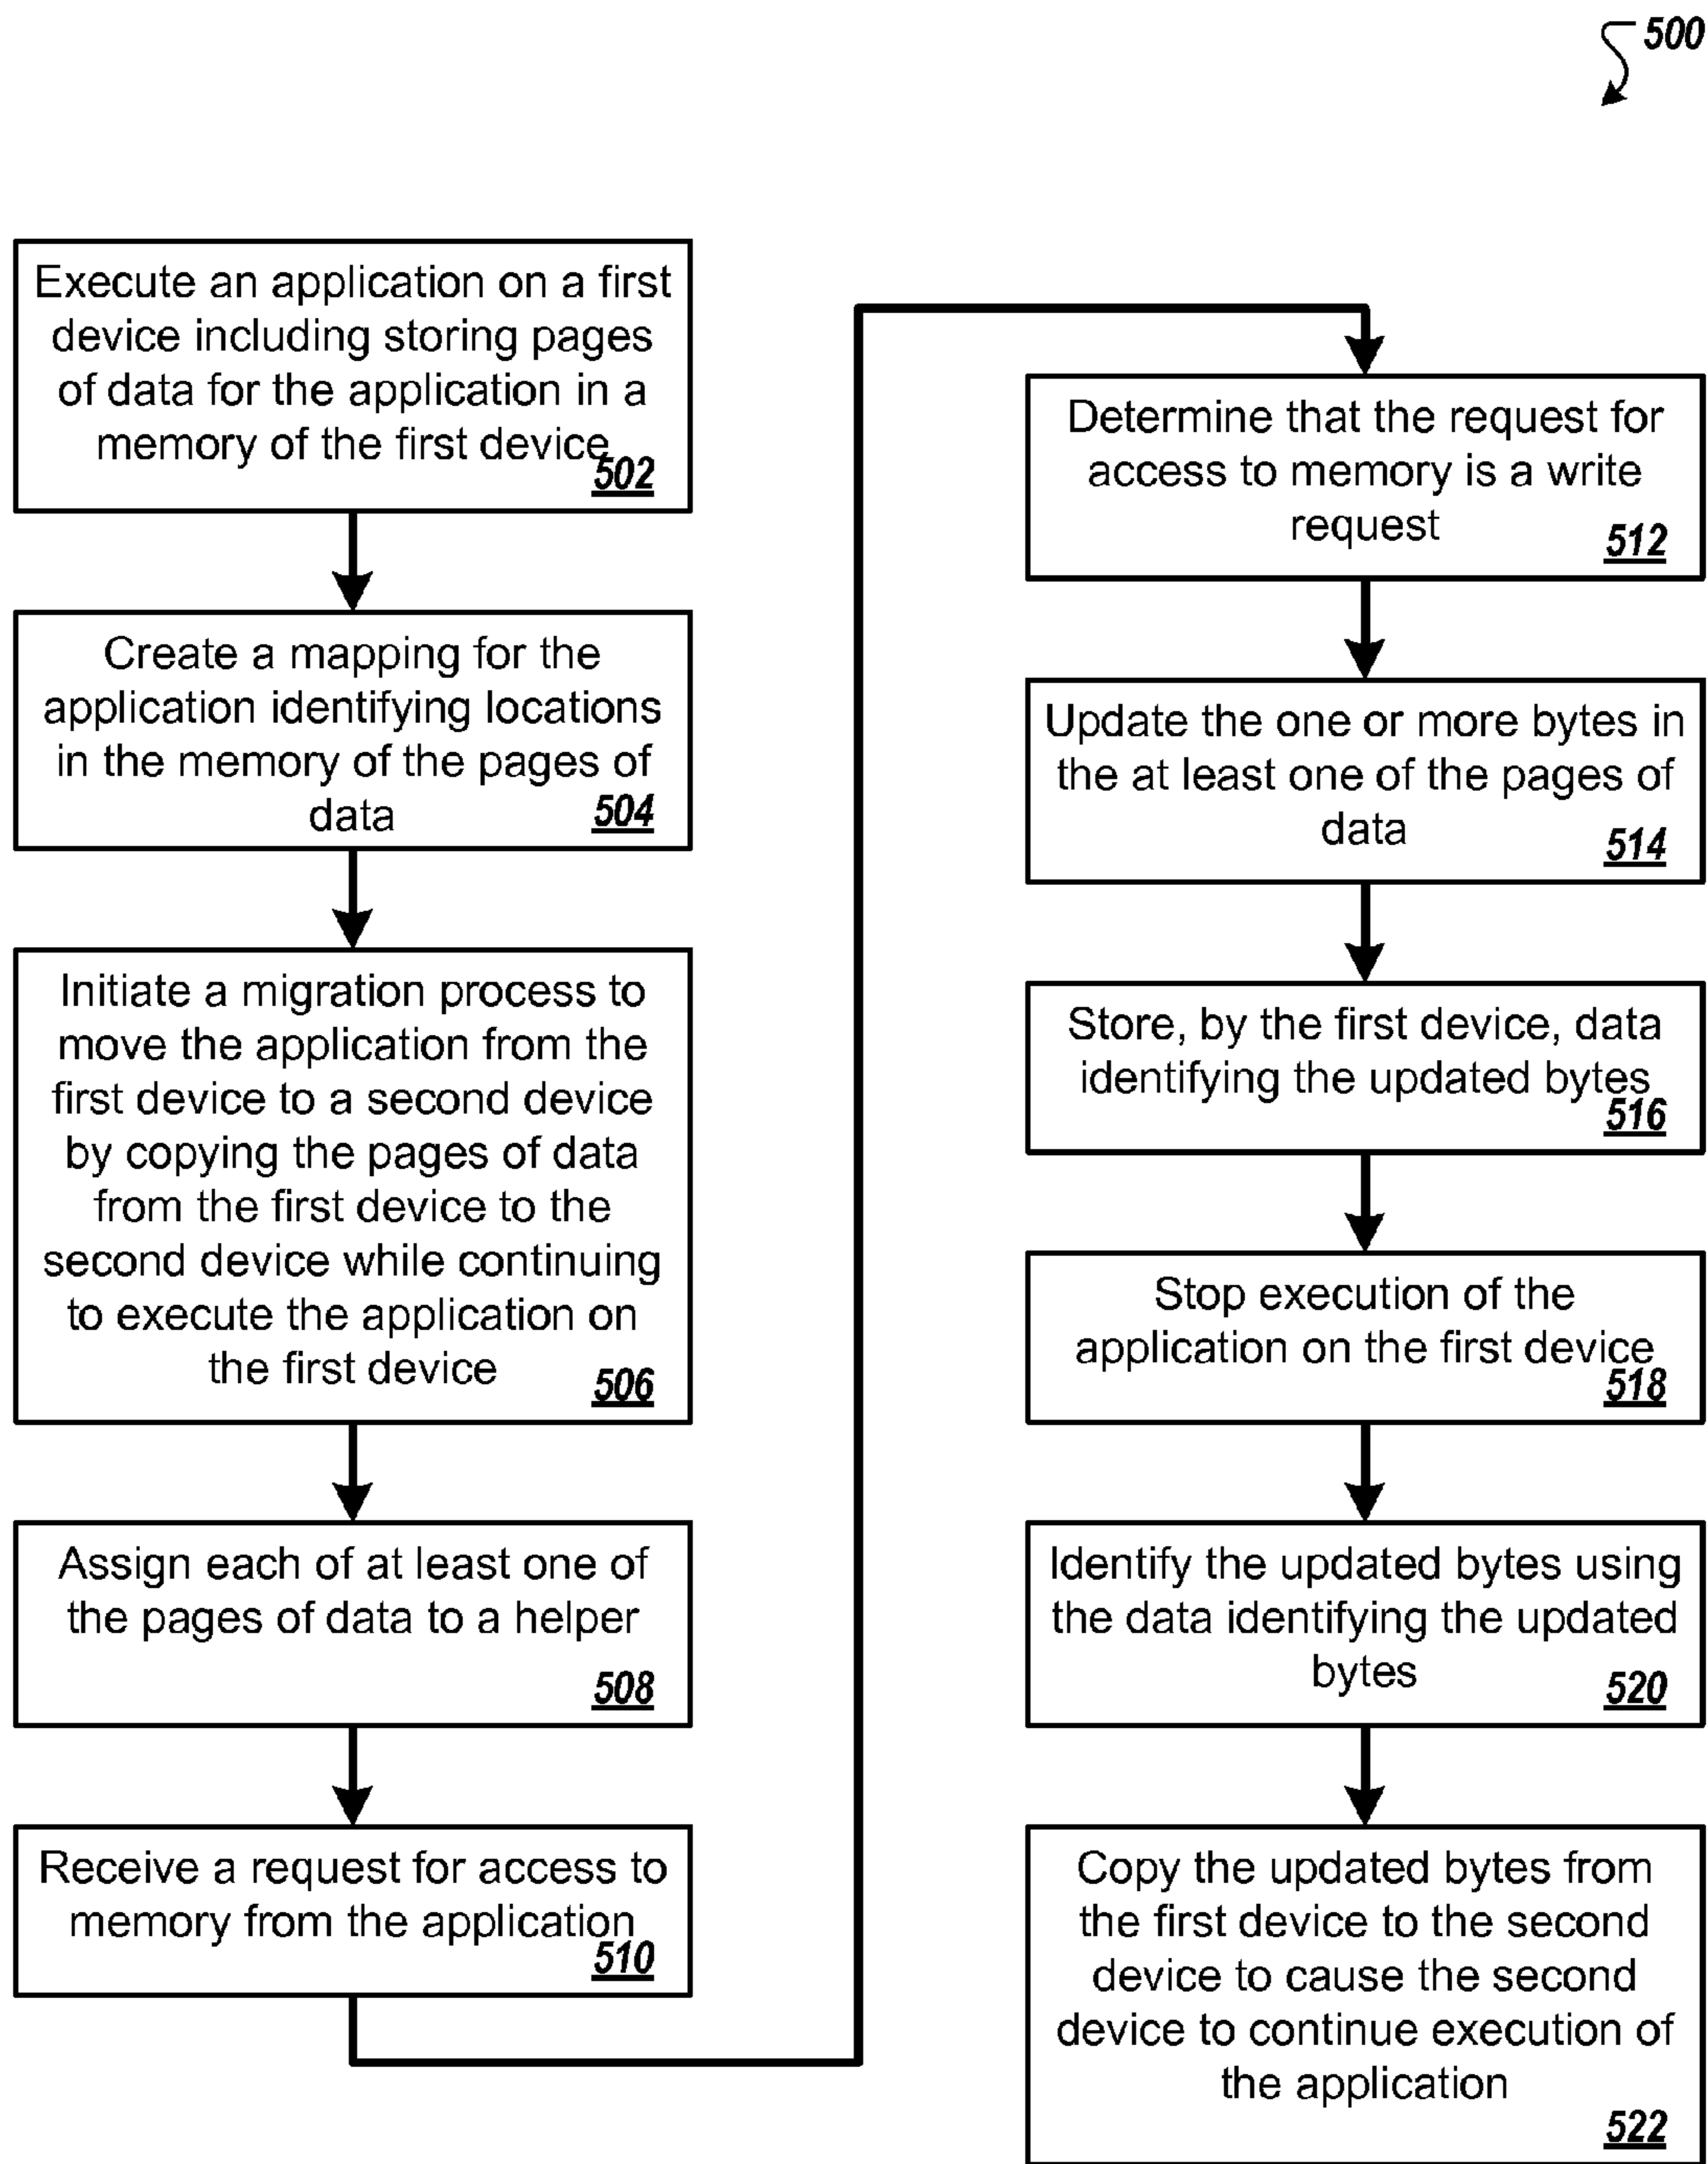 500
Execute an application on a first
device including storing pages
of data for the application in a
memory of the first device
502
Create a mapping for the
application identifying locations
in the memory of the pages of
data
504
Initiate a migration process to
move the application from the
first device to a second device
by copying the pages of data
from the first device to the
second device while continuing
to execute the application on
the first device
506
Assign each of at least one of
the pages of data to a helper
508
Receive a request for access to
memory from the application
510
Determine that the request for
access to memory is a write
request
512
Update the one or more bytes in
the at least one of the pages of
data
514
Store, by the first device, data
identifying the updated bytes
516
Stop execution of the
application on the first device
518
Identify the updated bytes using
the data identifying the updated
bytes
520
Copy the updated bytes from
the first device to the second
device to cause the second
device to continue execution of
the application
522